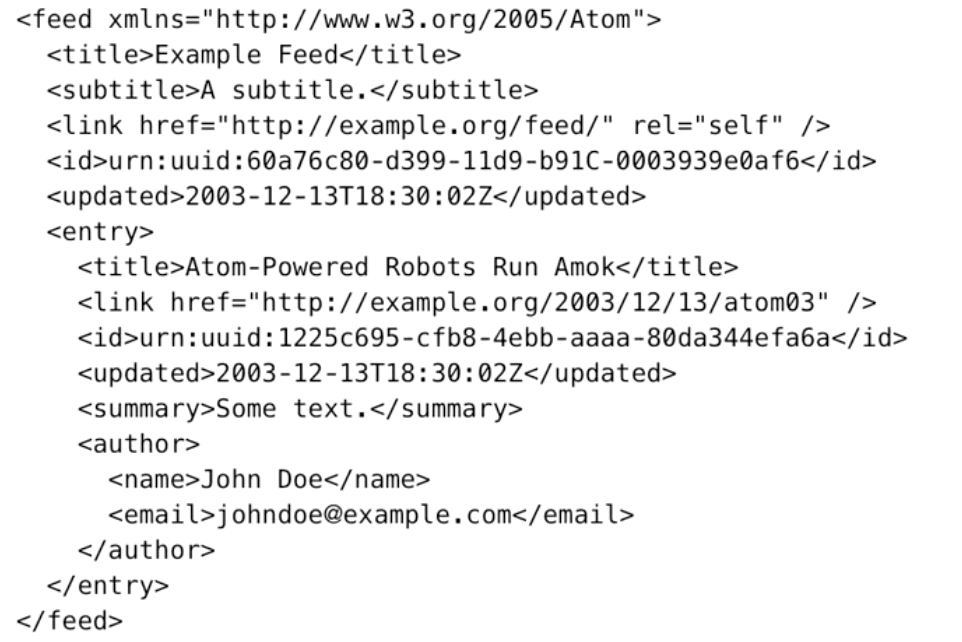 <feed xmlns="http://www.w3.org/2005/Atom">
  <title>Example Feed</title>
  <subtitle>A subtitle.</subtitle>
  <link href="http://example.org/feed/" rel="self" />
  <id>urn:uuid:60a76c80-d399-11d9-b91C-0003939e0af6</id>
  <updated>2003-12-13T18:30:02Z</updated>
  <entry>
    <title>Atom-Powered Robots Run Amok</title>
    <link href="http://example.org/2003/12/13/atom03" />
    <id>urn:uuid:1225c695-cfb8-4ebb-aaaa-80da344efa6a</id>
    <updated>2003-12-13T18:30:02Z</updated>
    <summary>Some text.</summary>
    <author>
      <name>John Doe</name>
      <email>johndoe@example.com</email>
    </author>
  </entry>
</feed>